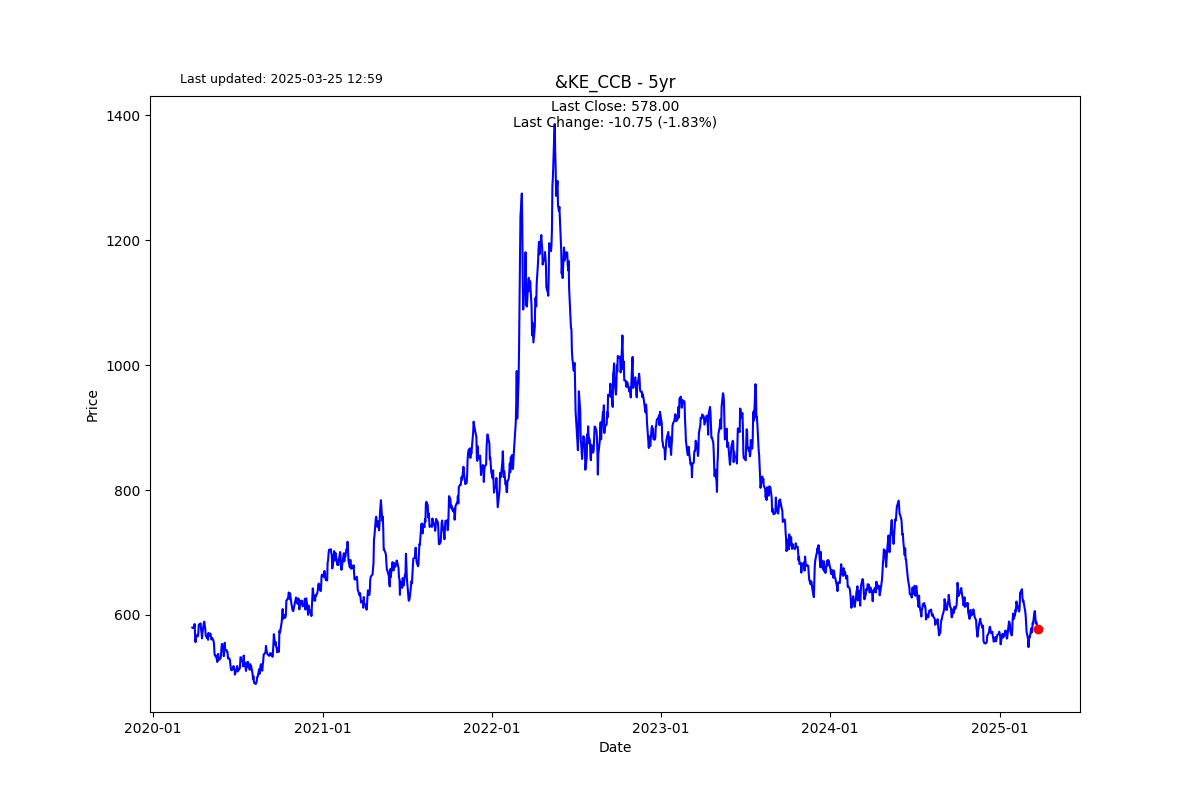 Last updated: 2025-03-25 12:59
&KE_CCB - 5yr
Last Close: 578.00
Last Change: -10.75 (-1.83%)
1400
1200
1000
800
600
Price
2020-01
2021-01
2022-01
2023-01
2024-01
2025-01
Date